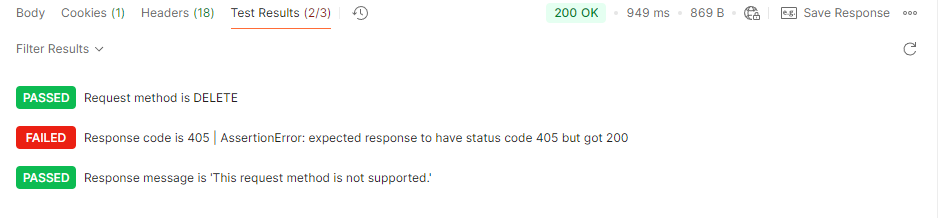 Body Cookies (1) Headers (18) Test Results (2/3) 200 OK • 949 ms • 869 B e.g. Save Response
Filter Results
PASSED Request method is DELETE
FAILED Response code is 405 | AssertionError: expected response to have status code 405 but got 200
PASSED Response message is 'This request method is not supported.'